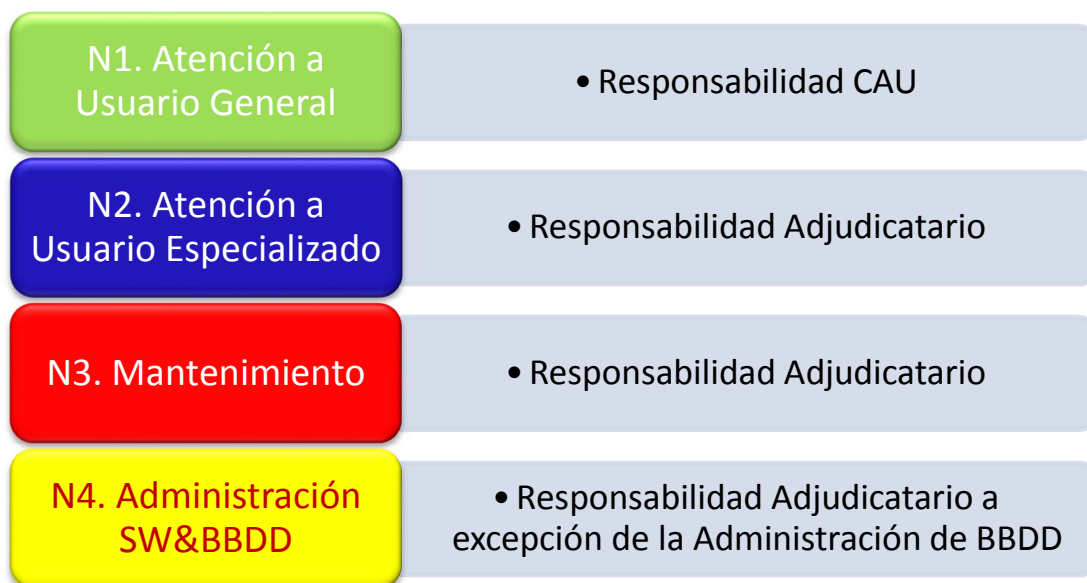 N1. Atención a
Usuario General
• Responsabilidad CAU
N2. Atención a
Usuario Especializado
• Responsabilidad Adjudicatario
N3. Mantenimiento
• Responsabilidad Adjudicatario
N4. Administración
SW&BBDD
• Responsabilidad Adjudicatario a
excepción de la Administración de BBDD